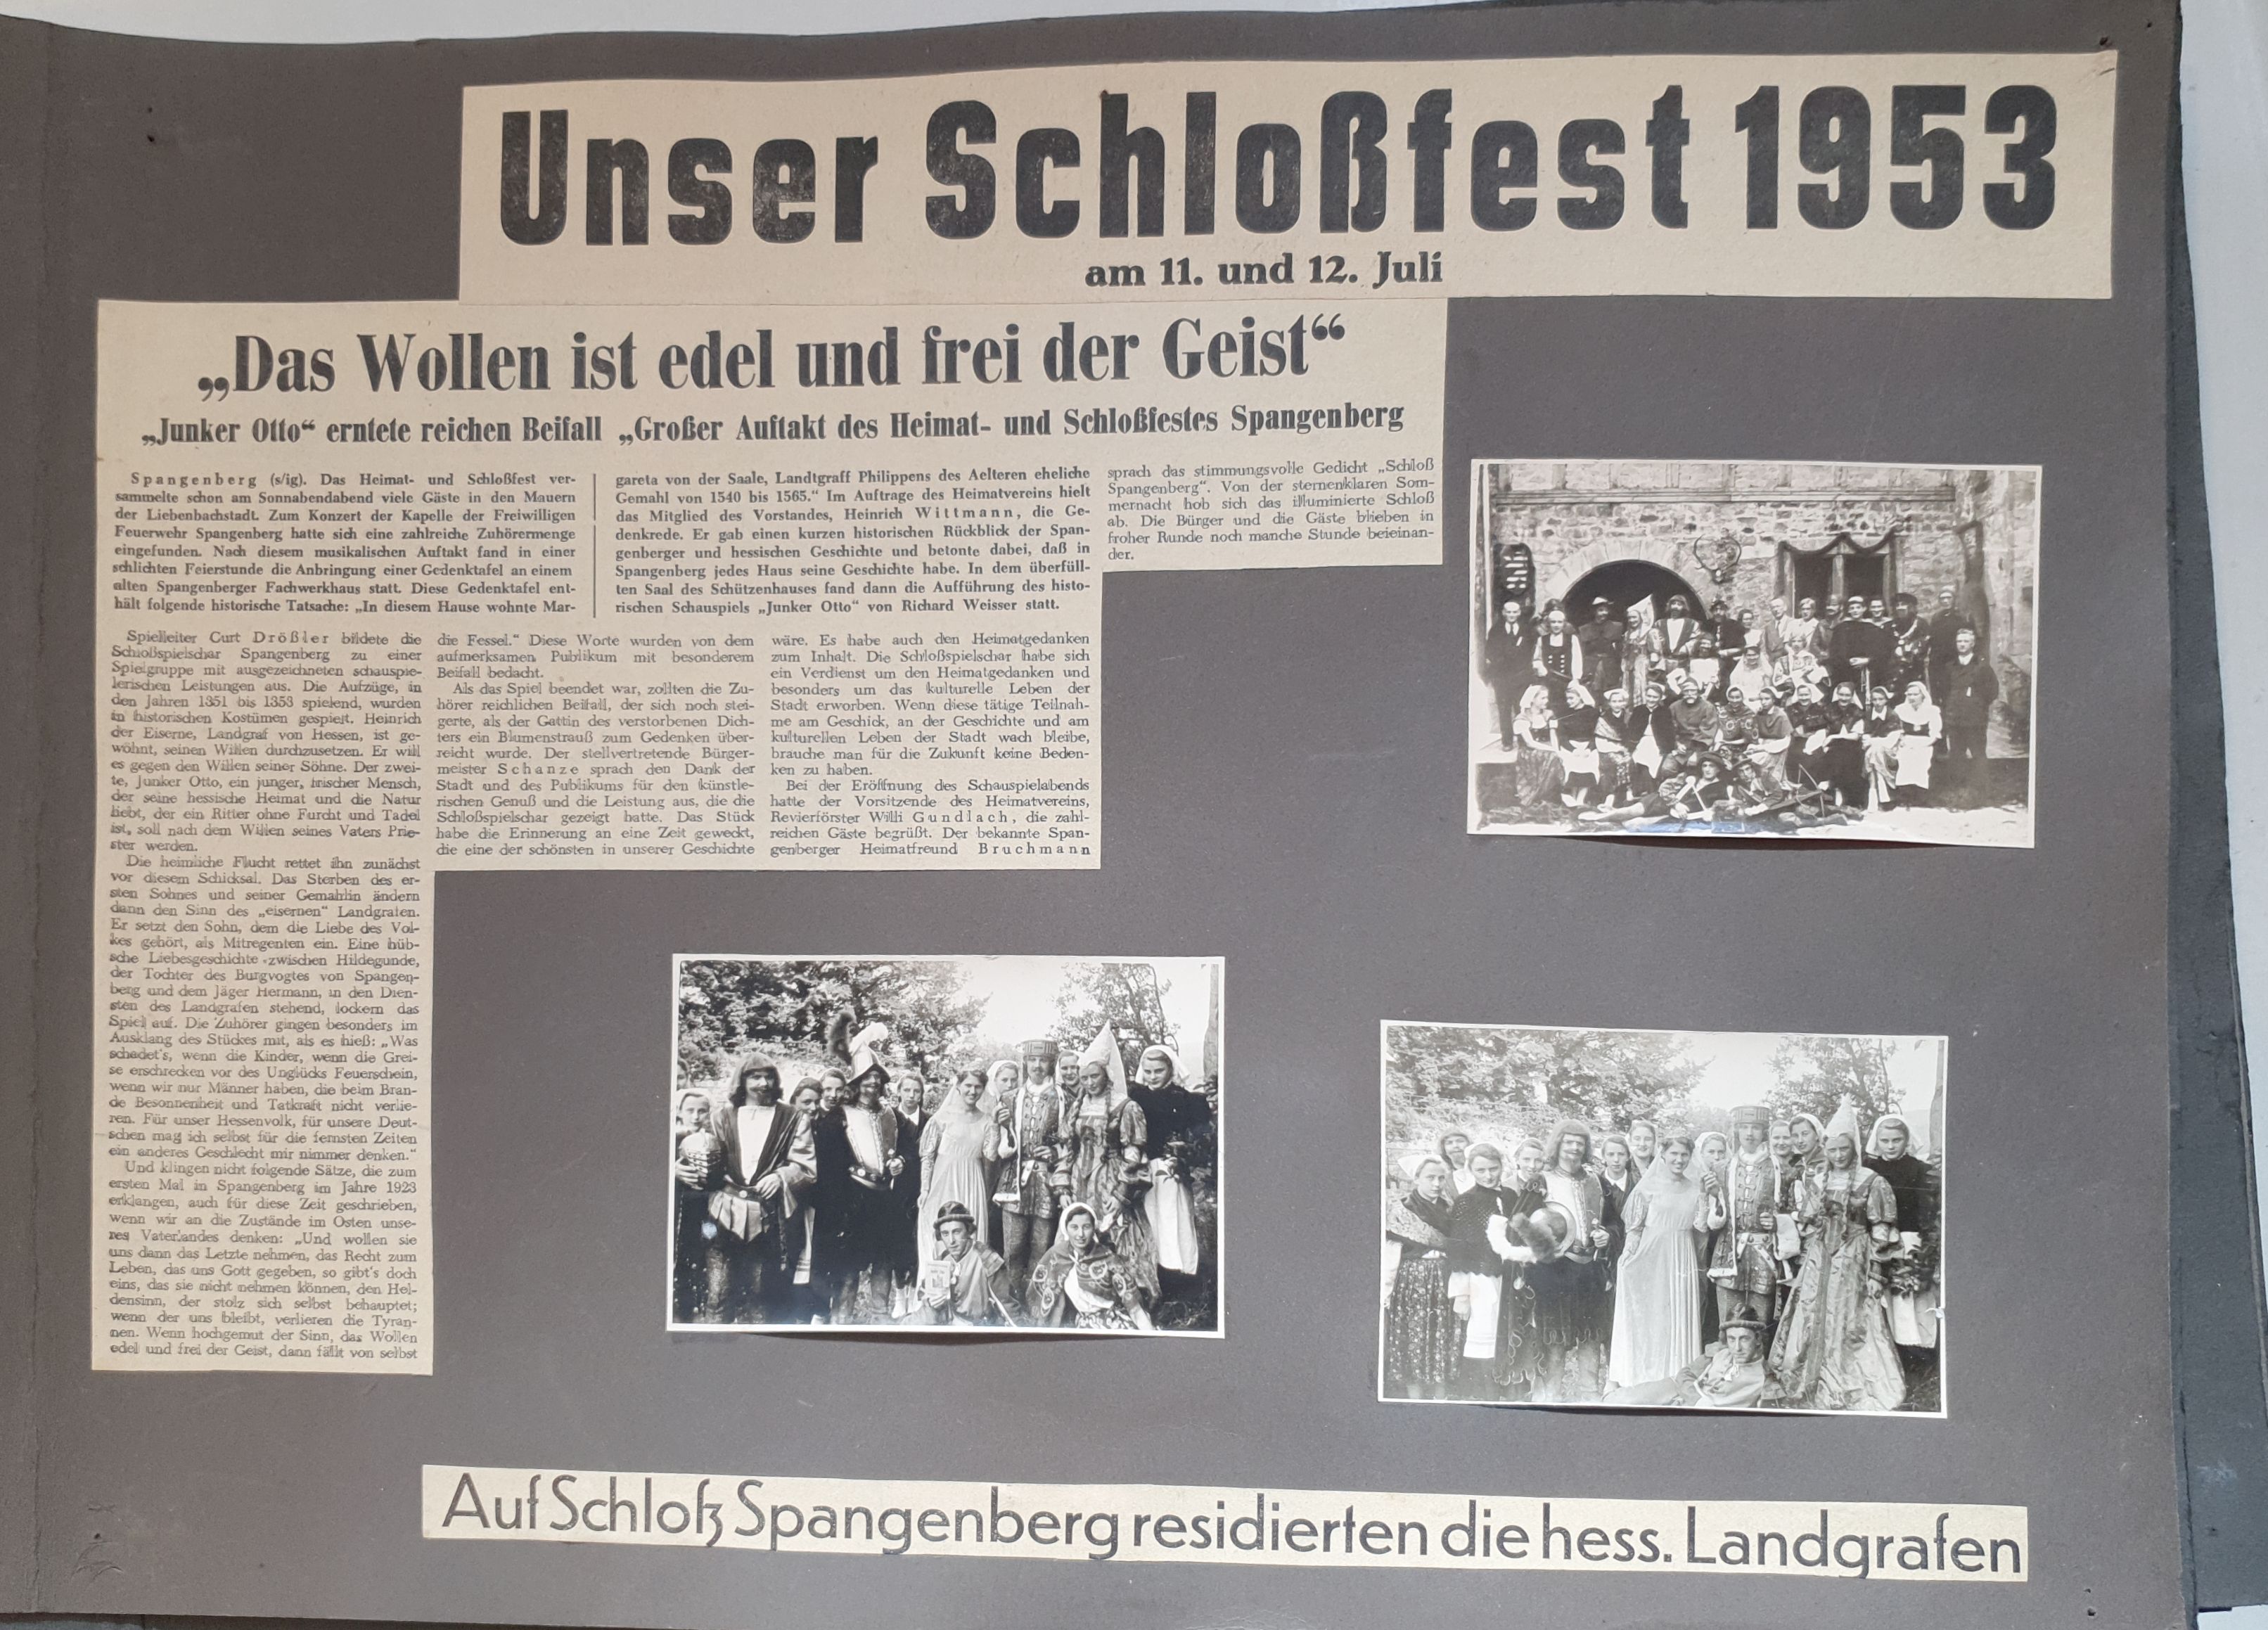 Unser Schloßfest 1953
am 11. und 12. Juli
„Das Wollen ist edel und frei der Geist“
„Junker Otto“ erntete reichen Beifall „Großer Auftakt des Heimat- und Schloßfestes Spangenberg
Spangenberg (s/ig). Das Heimat- und Schloßfest ver-
sammelte schon am Sonnabendabend viele Gäste in den Mauern
der Liebenbachstadt. Zum Konzert der Kapelle der Freiwilligen
Feuerwehr Spangenberg hatte sich eine zahlreiche Zuhörermenge
eingefunden. Nach diesem musikalischen Auftakt fand in einer
schlichten Feierstunde die Anbringung einer Gedenktafel an einem
alten Spangenberger Fachwerkhaus statt. Diese Gedenktafel ent-
hält folgende historische Tatsache: „In diesem Hause wohnte Mar-
gareta von der Saale, Landtgraff Philippens des Aelteren eheliche
Gemahl von 1540 bis 1565.“ Im Auftrage des Heimatvereins hielt
das Mitglied des Vorstandes, Heinrich Wittmann, die Ge-
denkrede. Er gab einen kurzen historischen Rückblick der Span-
genberger und hessischen Geschichte und betonte dabei, daß in
Spangenberg jedes Haus seine Geschichte habe. In dem überfüll-
ten Saal des Schützenhauses fand dann die Aufführung des histo-
rischen Schauspiels „Junker Otto“ von Richard Weisser statt.
Spielleiter Curt Drößler bildete die
Schloßspielschar Spangenberg zu einer
Spielgruppe mit ausgezeichneten schauspie-
lerischen Leistungen aus. Die Aufzüge, in
den Jahren 1351 bis 1353 spielend, wurden
in historischen Kostümen gespielt. Heinrich
der Eiserne, Landgraf von Hessen, ist ge-
wöhnt, seinen Willen durchzusetzen. Er will
es gegen den Willen seiner Söhne. Der zwei-
te, Junker Otto, ein junger, frischer Mensch,
der seine hessische Heimat und die Natur
liebt, der ein Ritter ohne Furcht und Tadel
ist, soll nach dem Willen seines Vaters Prie-
ster werden.
Die heimliche Flucht rettet ihn zunächst
vor diesem Schicksal. Das Sterben des er-
sten Sohnes und seiner Gemahlin ändern
dann den Sinn des „eisernen“ Landgrafen.
Er setzt den Sohn, dem die Liebe des Vol-
kes gehört, als Mitregenten ein. Eine hüb-
sche Liebesgeschichte zwischen Hildegunde,
der Tochter des Burgvogtes von Spangen-
berg und dem Jäger Hermann, in den Dien-
sten des Landgrafen stehend, lockern das
Spiel auf. Die Zuhörer gingen besonders im
Ausklang des Stückes mit, als es hieß: „Was
schadet's, wenn die Kinder, wenn die Grei-
se erschrecken vor des Unglücks Feuerschein,
wenn wir nur Männer haben, die beim Bran-
de Besonnenheit und Tatkraft nicht verlie-
ren. Für unser Hessenvolk, für unsere Deut-
schen mag ich selbst für die fernsten Zeiten
ein anderes Geschlecht mir nimmer denken.“
Und klingen nicht folgende Sätze, die zum
ersten Mal in Spangenberg im Jahre 1923
erklangen, auch für diese Zeit geschrieben,
wenn wir an die Zustände im Osten unse-
res Vaterlandes denken: „Und wollen sie
uns dann das Letzte nehmen, das Recht zum
Leben, das uns Gott gegeben, so gibt's doch
eins, das sie nicht nehmen können, den Hel-
densinn, der stolz sich selbst behauptet;
wenn der uns bleibt, verlieren die Tyran-
nen. Wenn hochgemut der Sinn, das Wollen
edel und frei der Geist, dann fällt von selbst
die Fessel.“ Diese Worte wurden von dem
aufmerksamen Publikum mit besonderem
Beifall bedacht.
Als das Spiel beendet war, zollten die Zu-
hörer reichlichen Beifall, der sich noch stei-
gerte, als der Gattin des verstorbenen Dich-
ters ein Blumenstrauß zum Gedenken über-
reicht wurde. Der stellvertretende Bürger-
meister Schanze sprach den Dank der
Stadt und des Publikums für den künstle-
rischen Genuß und die Leistung aus, die die
Schloßspielschar gezeigt hatte. Das Stück
habe die Erinnerung an eine Zeit geweckt,
die eine der schönsten in unserer Geschichte
wäre. Es habe auch den Heimatgedanken
zum Inhalt. Die Schloßspielschar habe sich
ein Verdienst um den Heimatgedanken und
besonders um das kulturelle Leben der
Stadt erworben. Wenn diese tätige Teilnah-
me am Geschick, an der Geschichte und am
kulturellen Leben der Stadt wach bleibe,
brauche man für die Zukunft keine Beden-
ken zu haben.
Bei der Eröffnung des Schauspielabends
hatte der Vorsitzende des Heimatvereins,
Revierförster Willi Gundlach, die zahl-
reichen Gäste begrüßt. Der bekannte Span-
genberger Heimatfreund Bruchmann
sprach das stimmungsvolle Gedicht „Schloß
Spangenberg“. Von der sternenklaren Som-
mernacht hob sich das illuminierte Schloß
ab. Die Bürger und die Gäste blieben in
froher Runde noch manche Stunde beieinan-
der.
Auf Schloß Spangenberg residierten die hess. Landgrafen